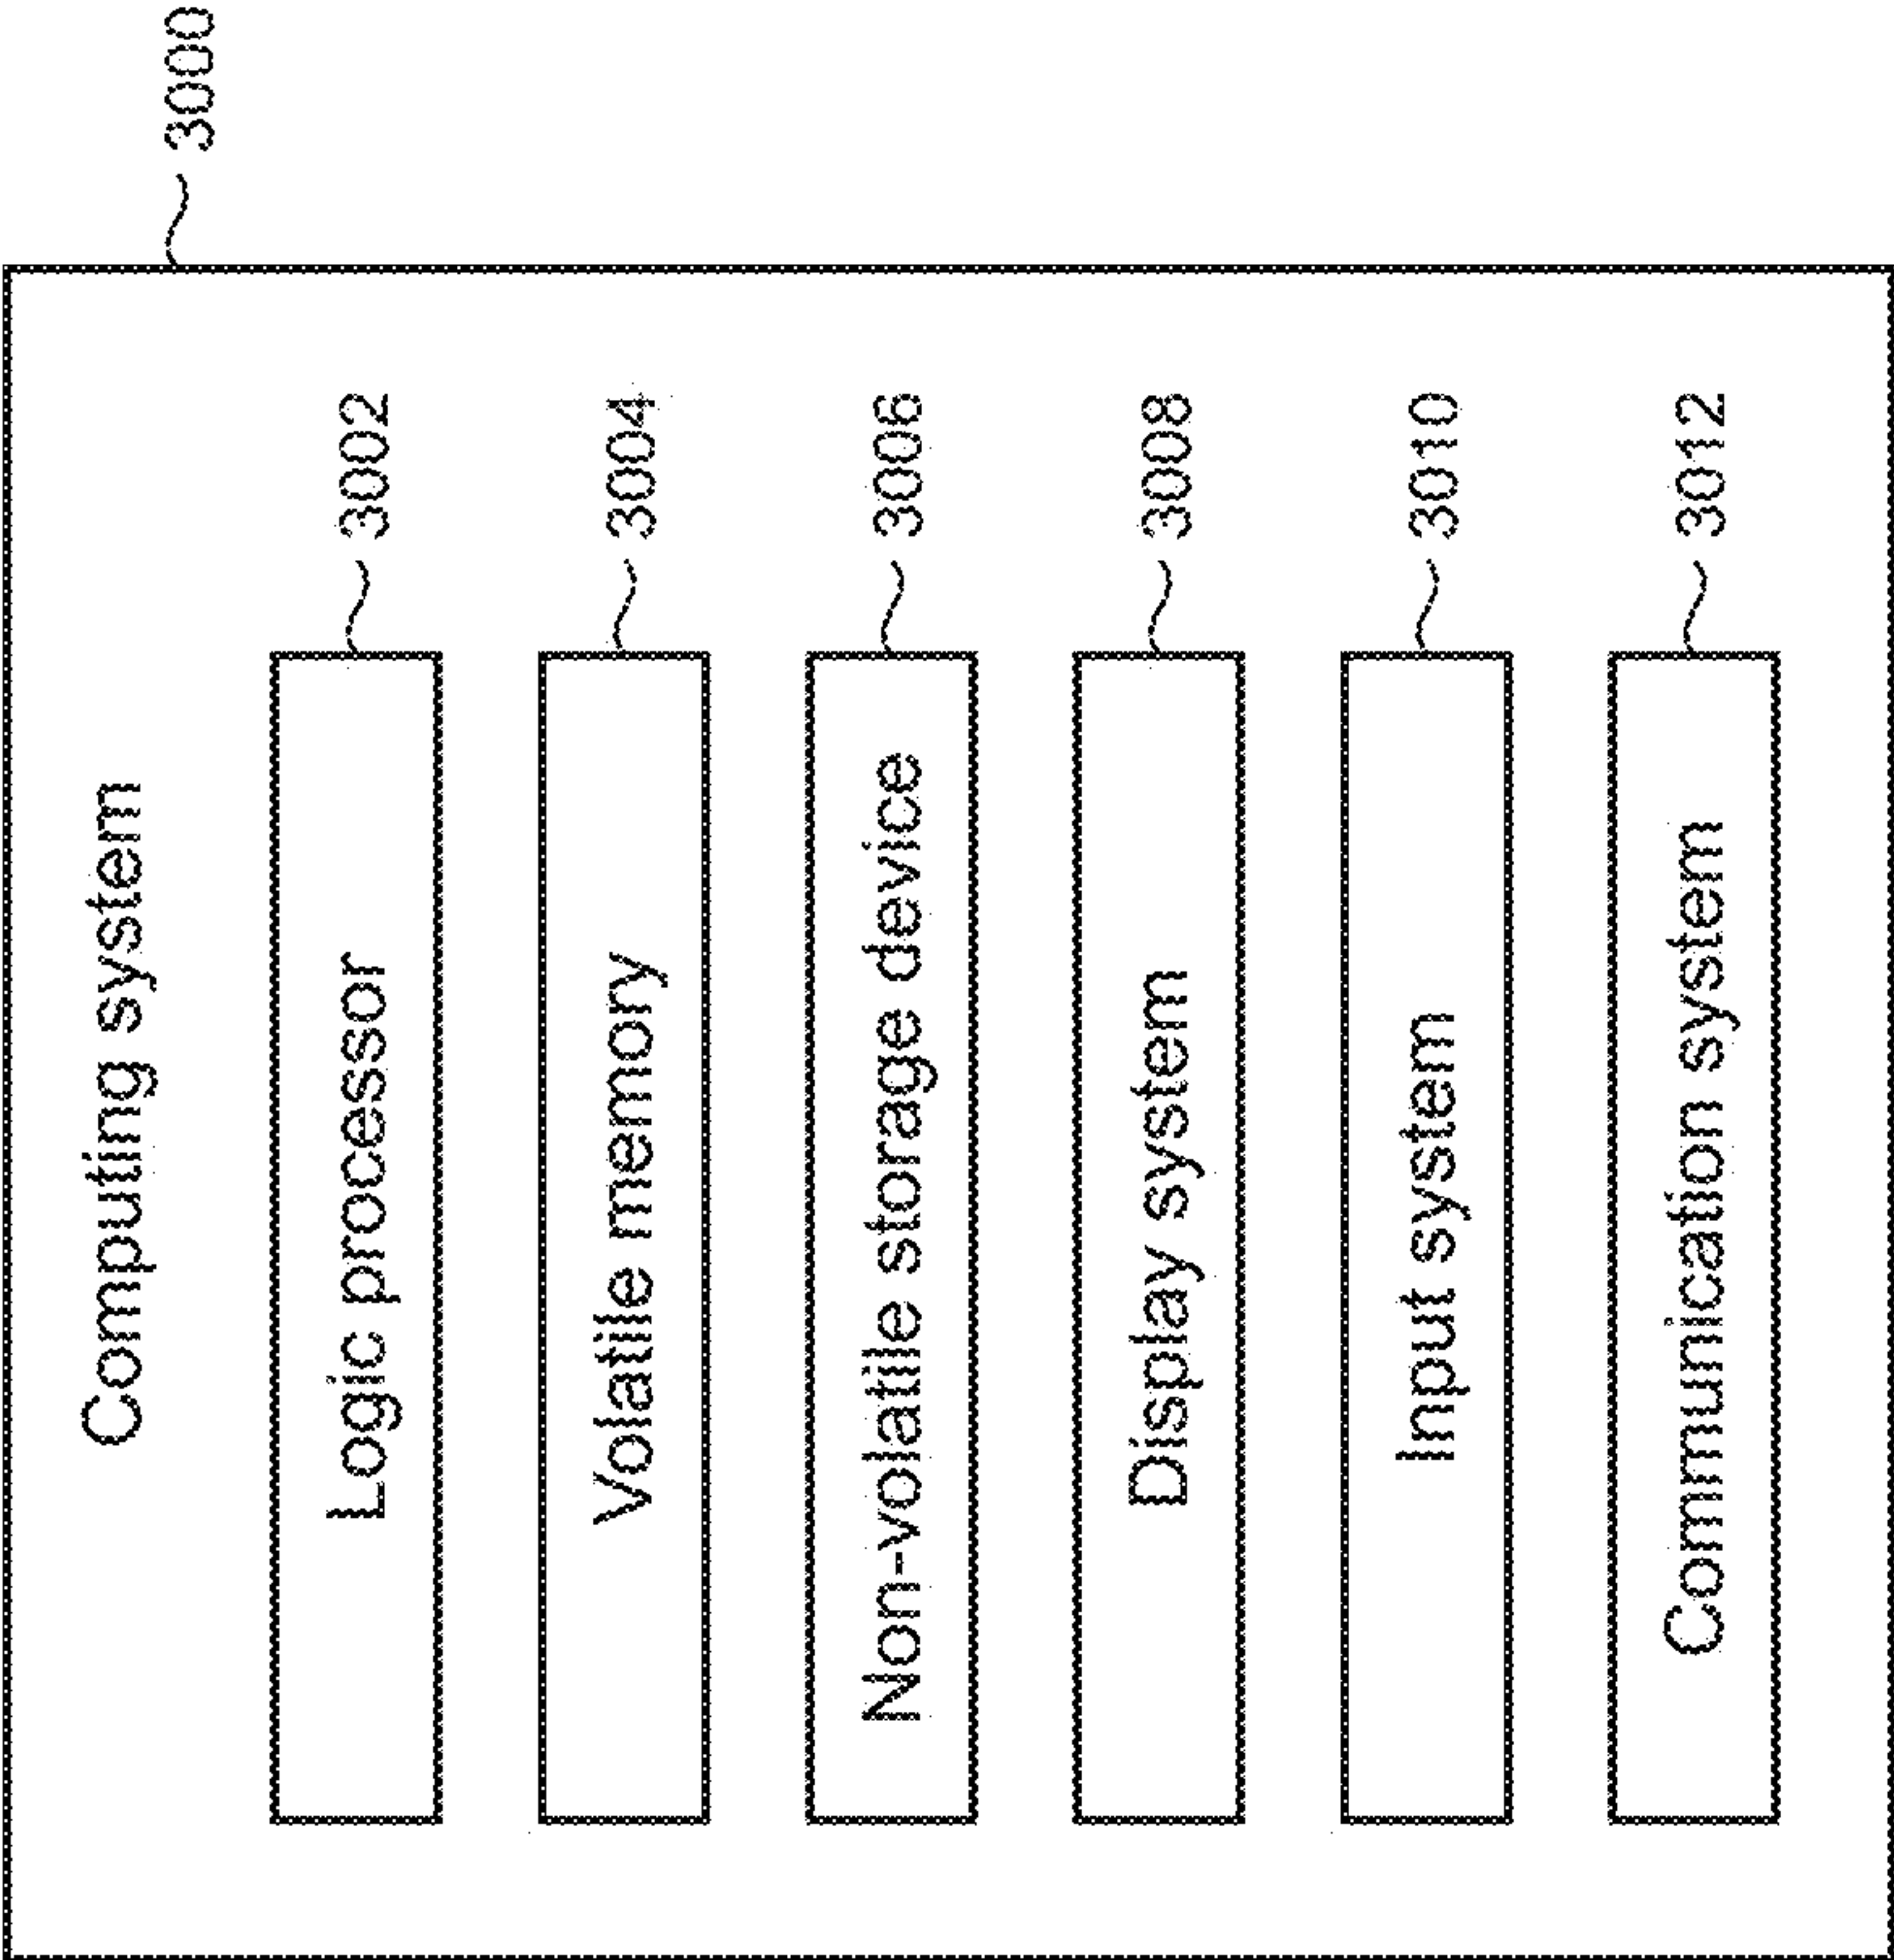 3000
Computing system
Logic processor 3002
Volatile memory 3004
Non-volatile storage device 3006
Display system 3008
Input system 3010
Communication system 3012